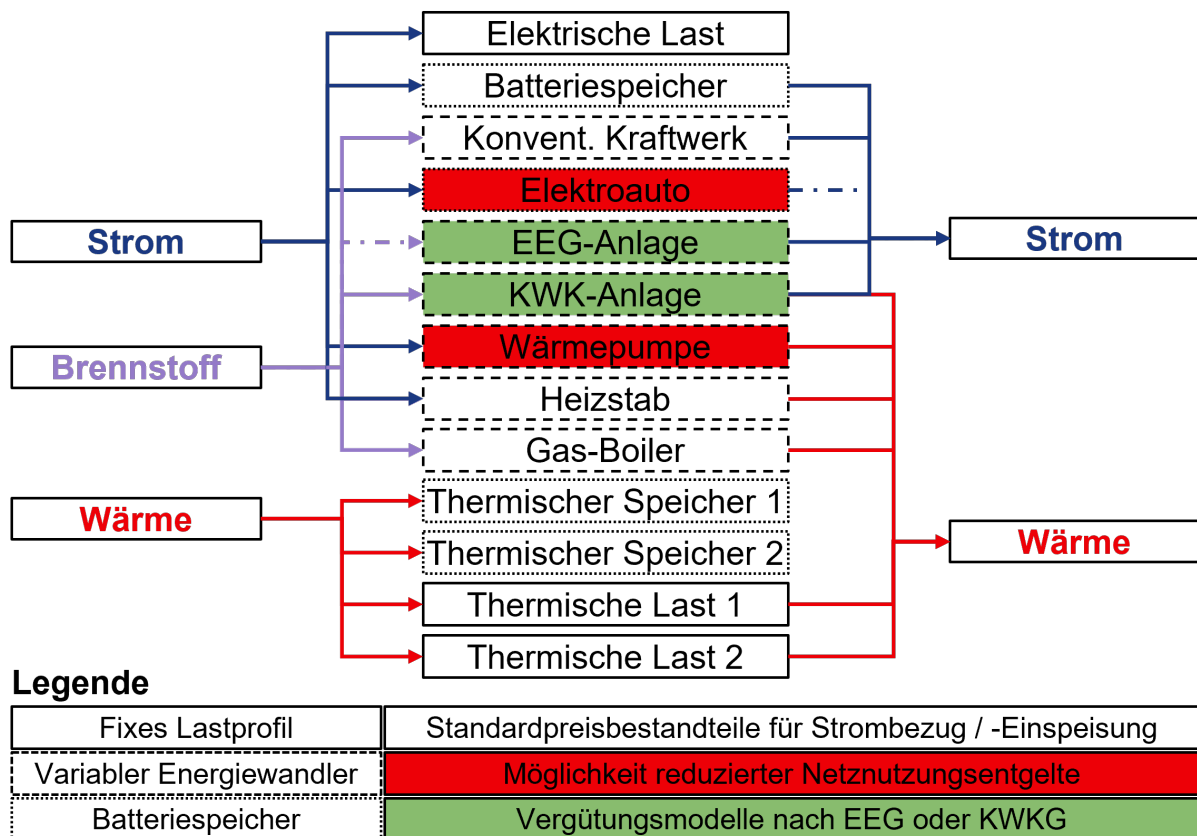 Elektrische Last
Batteriespeicher
Konvent. Kraftwerk
Elektroauto
EEG-Anlage
KWK-Anlage
Wärmepumpe
Heizstab
Gas-Boiler
Thermischer Speicher 1
Thermischer Speicher 2
Thermische Last 1
Thermische Last 2
Strom
Brennstoff
Wärme
Strom
Wärme
Legende
Fixes Lastprofil
Standardpreisbestandteile für Strombezug / -Einspeisung
Variabler Energiewandler
Möglichkeit reduzierter Netznutzungsentgelte
Batteriespeicher
Vergütungsmodelle nach EEG oder KWKG